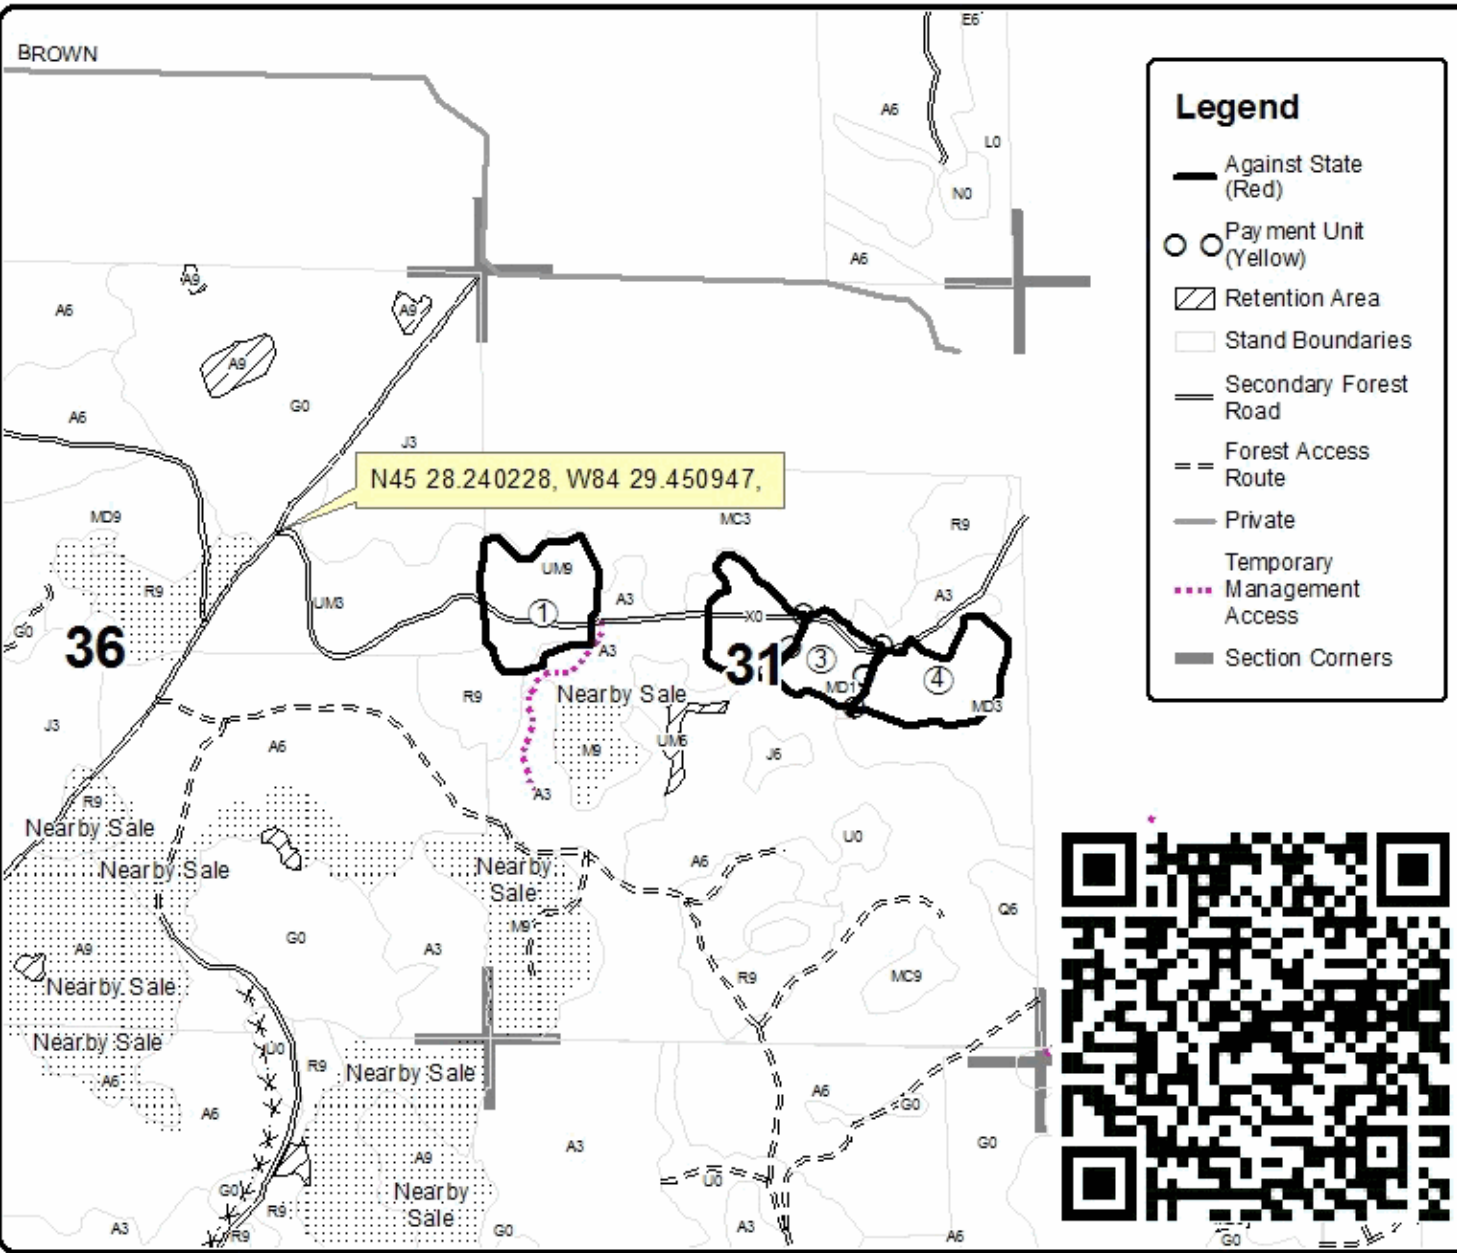 BROWN
E6
A6
L0
N0
A6
Legend
Against State
(Red)
Payment Unit
(Yellow)
Retention Area
Stand Boundaries
Secondary Forest
Road
Forest Access
Route
Private
Temporary
Management
Access
Section Corners
A9
A6
A9
A9
G0
A6
J3
N45 28.240228, W84 29.450947,
MD9
MC3
R9
UM9
R9
UM3
1
A3
X0
A3
G0
36
A3
31
3
4
MD1
MD3
R9
Nearby Sale
J3
A6
M9
UM6
J6
R9
A3
Nearby Sale
Nearby Sale
Nearby
Sale
A6
U0
Q6
M9
G0
A3
A9
R9
MC9
Nearby Sale
Nearby Sale
U0
R9
Nearby Sale
A6
A6
A6
G0
G0
A3
A9
G0
U0
Nearby
Sale
R9
A3
R9
G0
A3
A6
G0